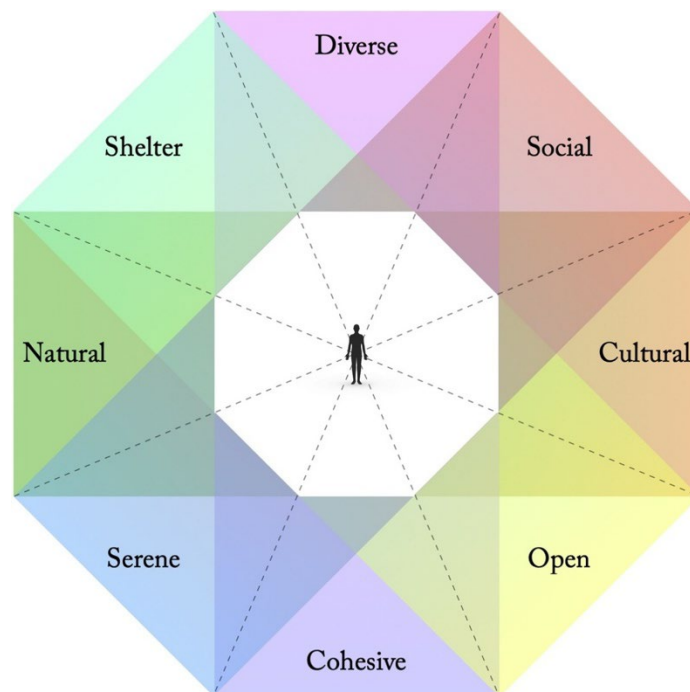 Diverse
Shelter
Social
Natural
Cultural
Serene
Open
Cohesive